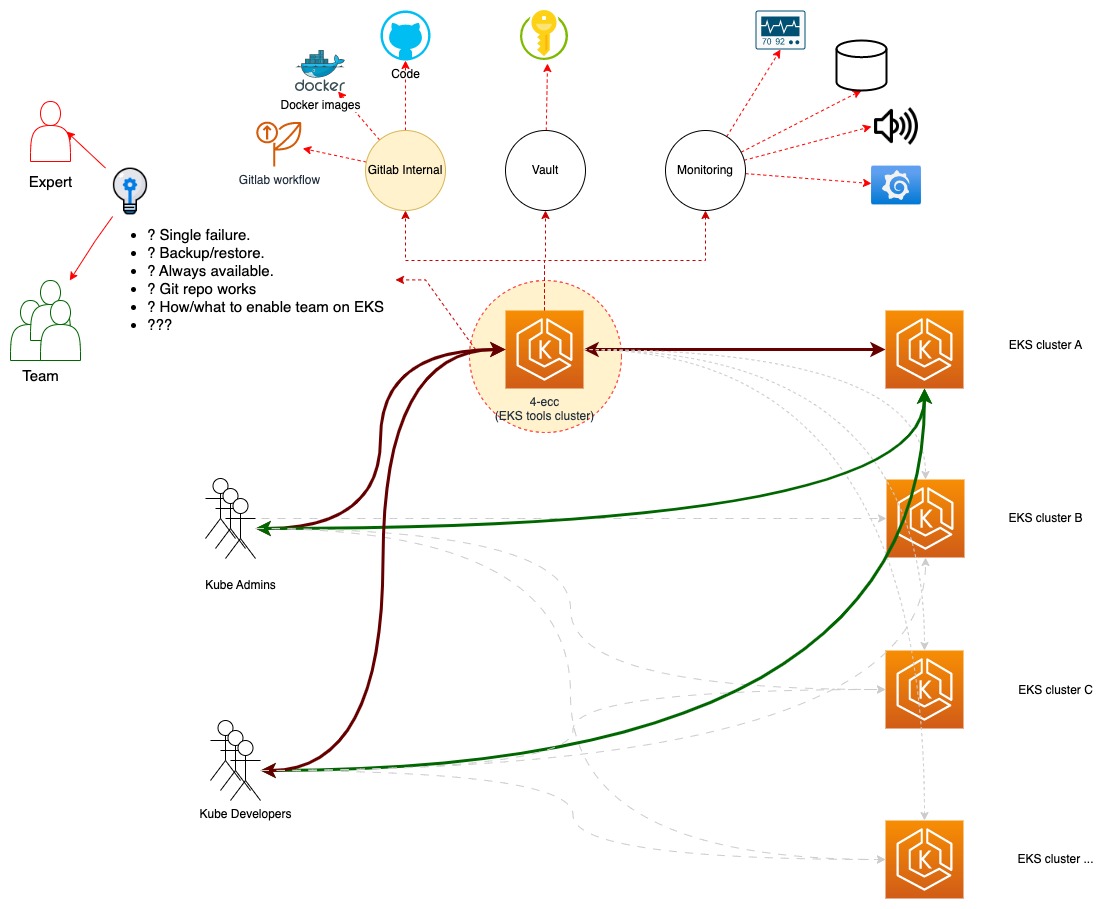 70 92
docker
Code
Docker images
Gitlab workflow
Gitlab Internal
Vault
Monitoring
Expert
Team
? Single failure.
? Backup/restore.
? Always available.
? Git repo works
? How/what to enable team on EKS
???
K
4-ecc
(EKS tools cluster)
K
EKS cluster A
K
EKS cluster B
Kube Admins
K
EKS cluster C
Kube Developers
K
EKS cluster ...